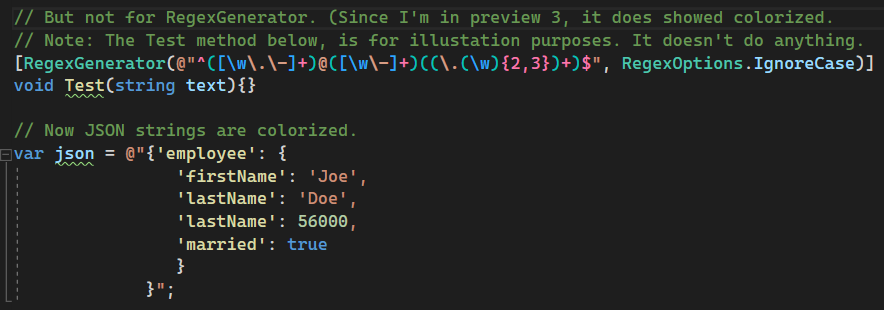 // But not for RegexGenerator. (Since I'm in preview 3, it does showed colorized.
// Note: The Test method below, is for illustation purposes. It doesn't do anything.
[RegexGenerator(@"^([\w\.\-]+)@([\w\-]+)((\.(\w){2,3})+)$", RegexOptions.IgnoreCase)]
void Test(string text){}
// Now JSON strings are colorized.
var json = @"{'employee': {
'firstName': 'Joe',
'lastName': 'Doe',
'lastName': 56000,
'married': true
}
}";